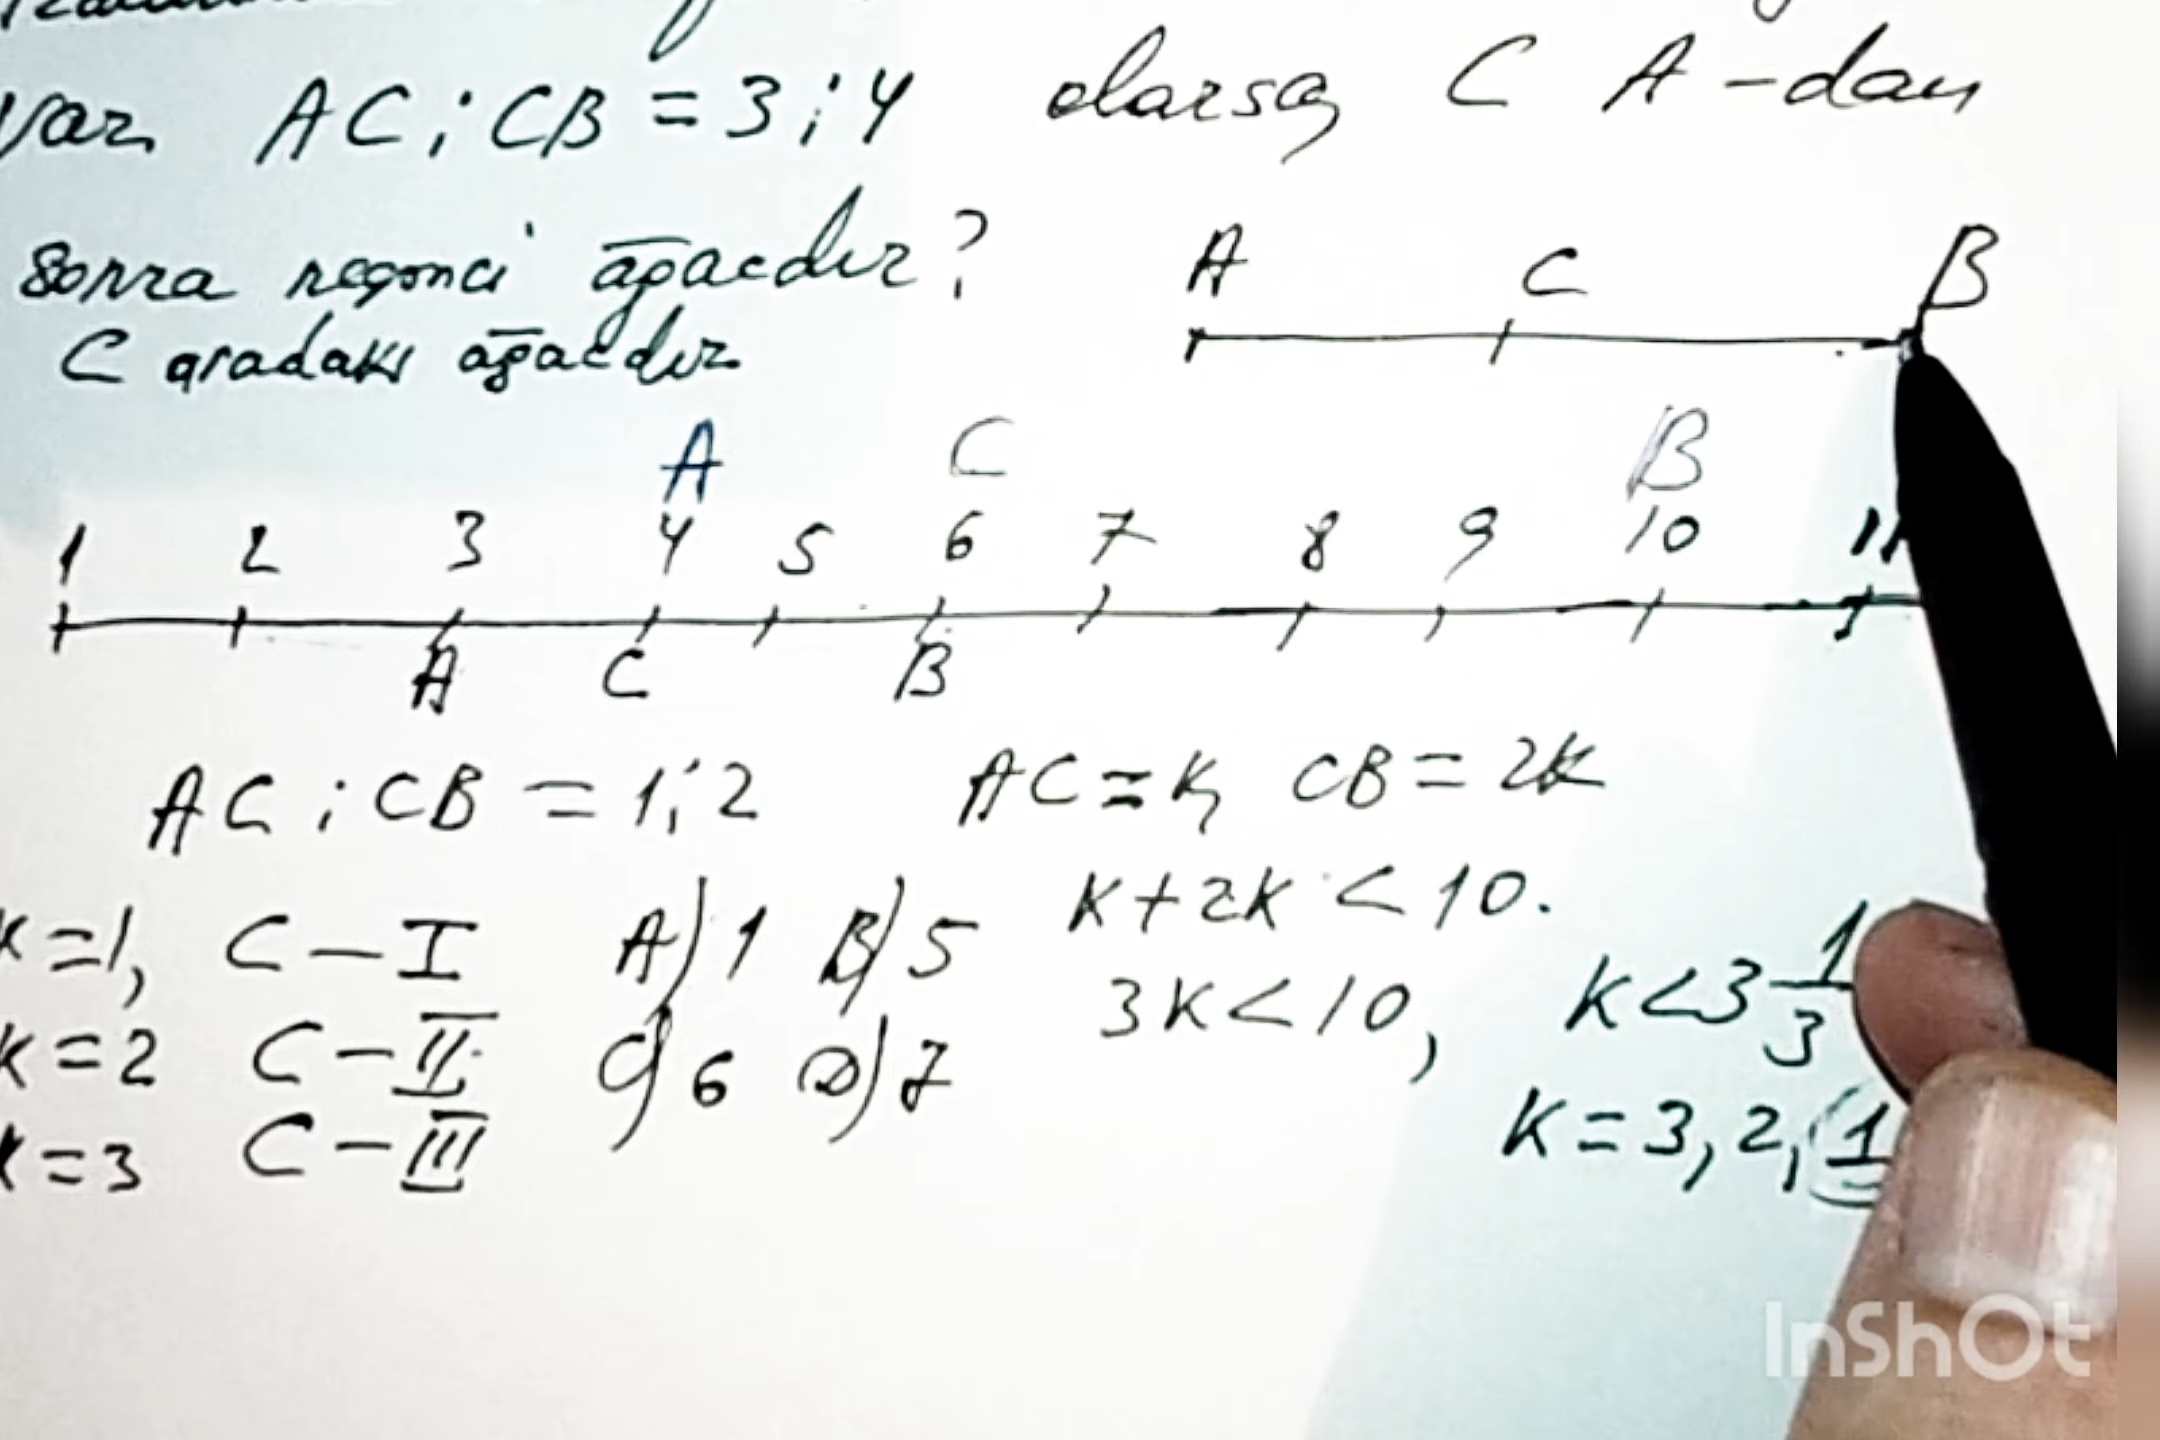 var AC : CB = 3 : 4 olarsa, C A-dan
sonra neçənci ağacdır?
C aradakı ağacdır
A C B
A C B
1 2 3 4 5 6 7 8 9 10 11
A C B
AC : CB = 1 : 2 AC = k, CB = 2k
k + 2k < 10.
k = 1, C - I A) 1 B) 5
3k < 10, k < 3 1/3
k = 2 C - II C) 6 D) 7
k = 3 C - III
k = 3, 2, 1
InShOt